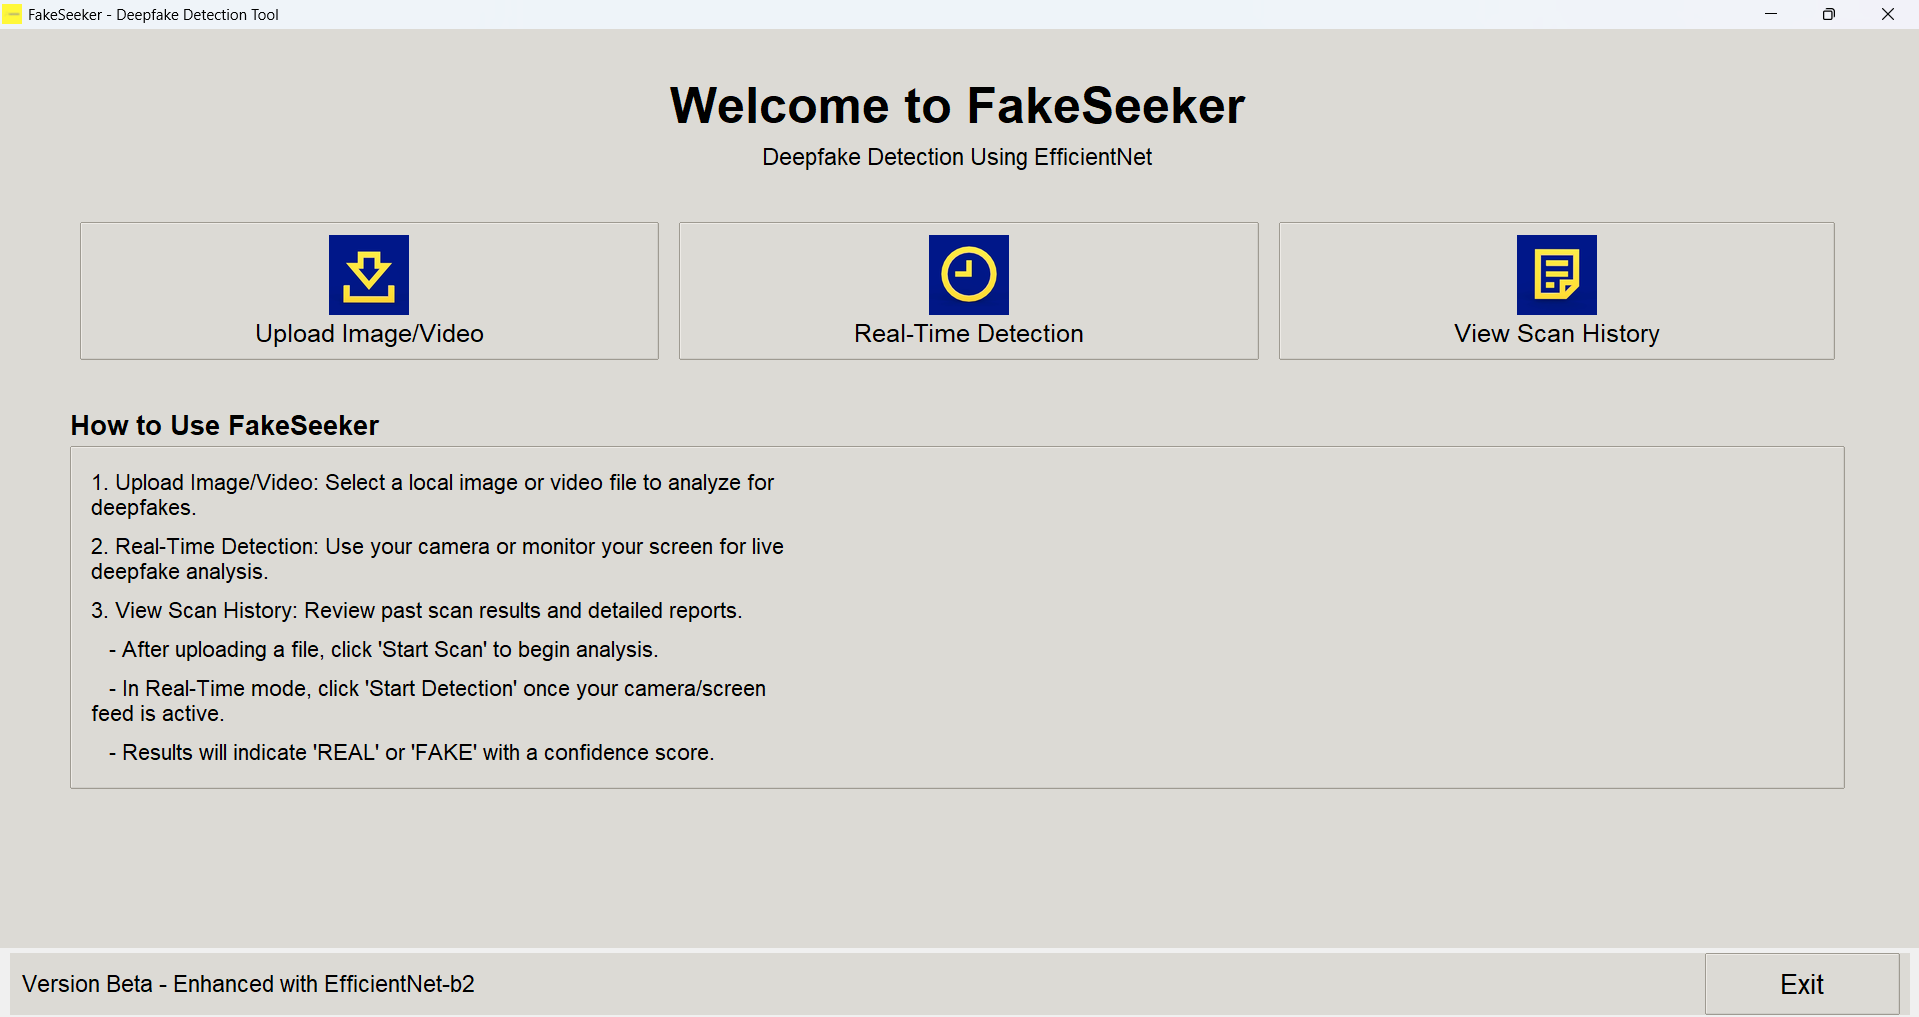 FakeSeeker - Deepfake Detection Tool
Welcome to FakeSeeker
Deepfake Detection Using EfficientNet
Upload Image/Video
Real-Time Detection
View Scan History
How to Use FakeSeeker
1. Upload Image/Video: Select a local image or video file to analyze for
deepfakes.
2. Real-Time Detection: Use your camera or monitor your screen for live
deepfake analysis.
3. View Scan History: Review past scan results and detailed reports.
- After uploading a file, click 'Start Scan' to begin analysis.
- In Real-Time mode, click 'Start Detection' once your camera/screen
feed is active.
- Results will indicate 'REAL' or 'FAKE' with a confidence score.
Version Beta - Enhanced with EfficientNet-b2
Exit